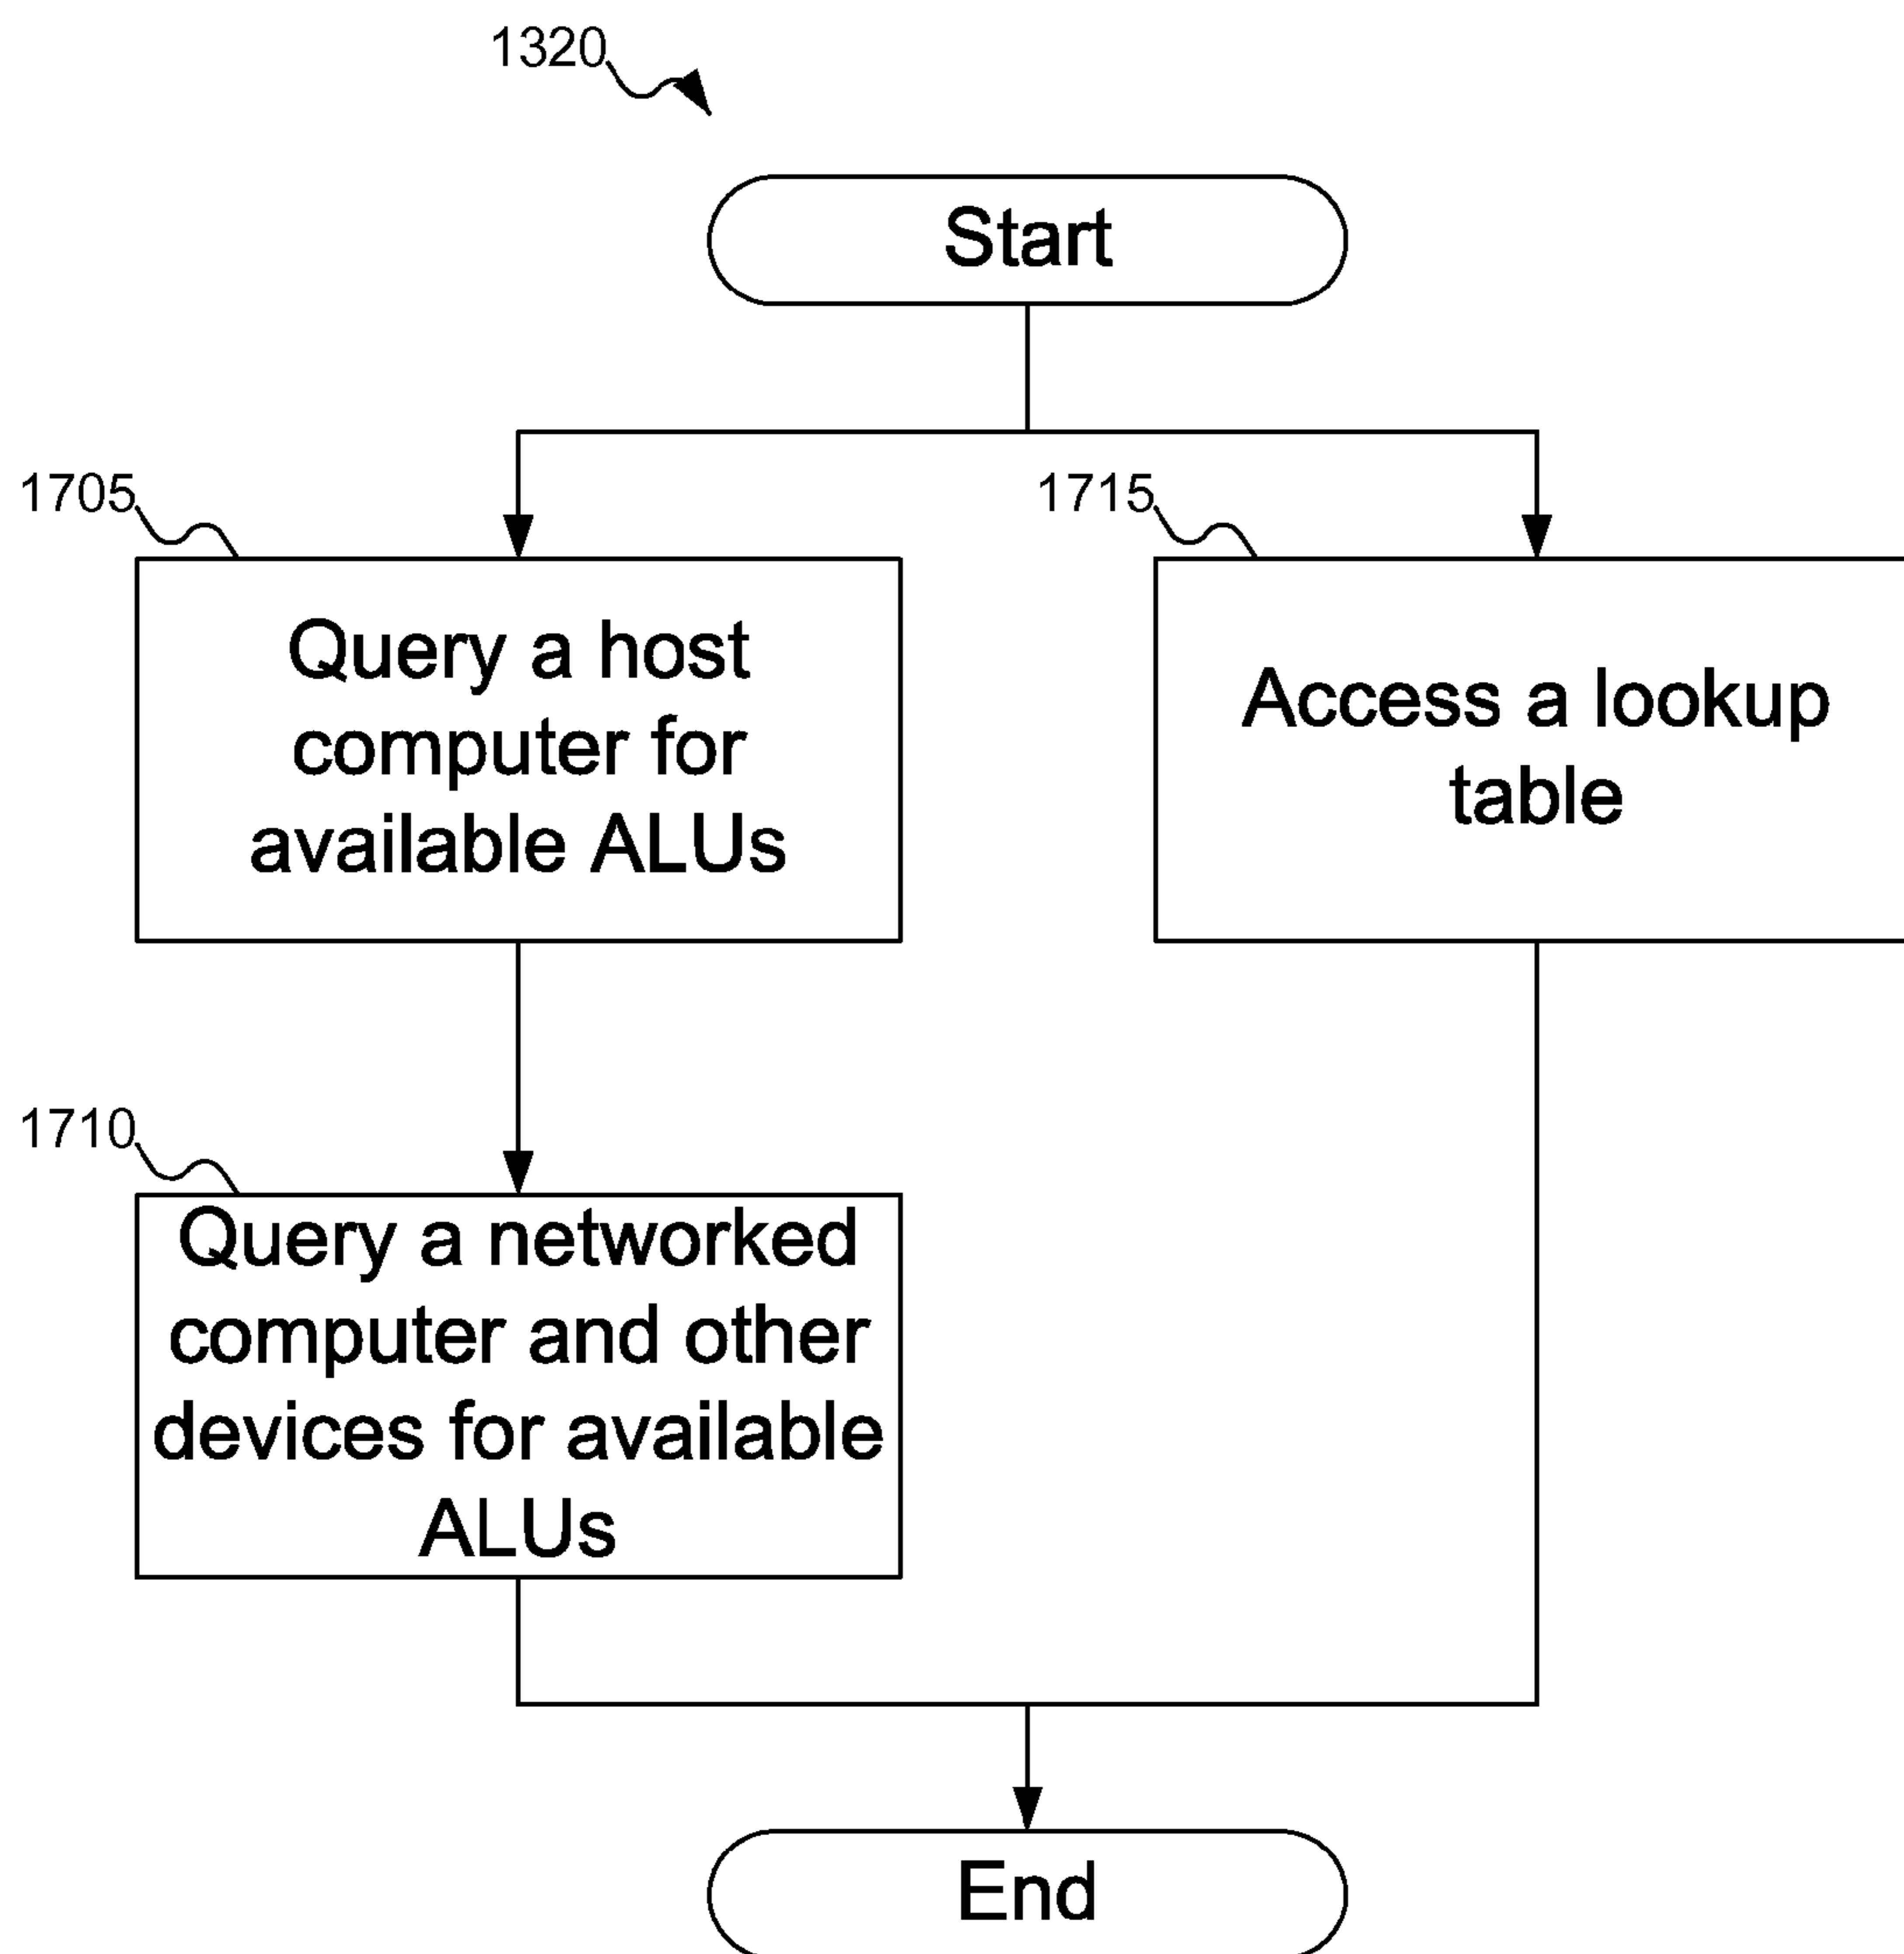 1320
Start
1705
Query a host
computer for
available ALUs
1715
Access a lookup
table
1710
Query a networked
computer and other
devices for available
ALUs
End